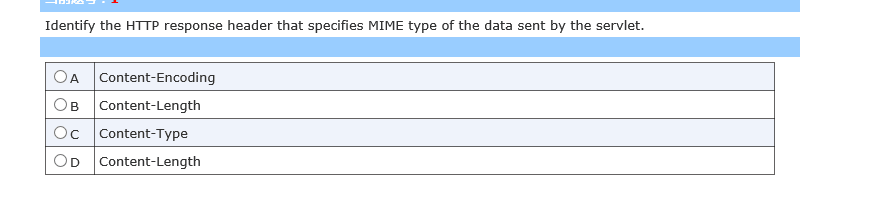 1
Identify the HTTP response header that specifies MIME type of the data sent by the servlet.
A Content-Encoding
B Content-Length
C Content-Type
D Content-Length